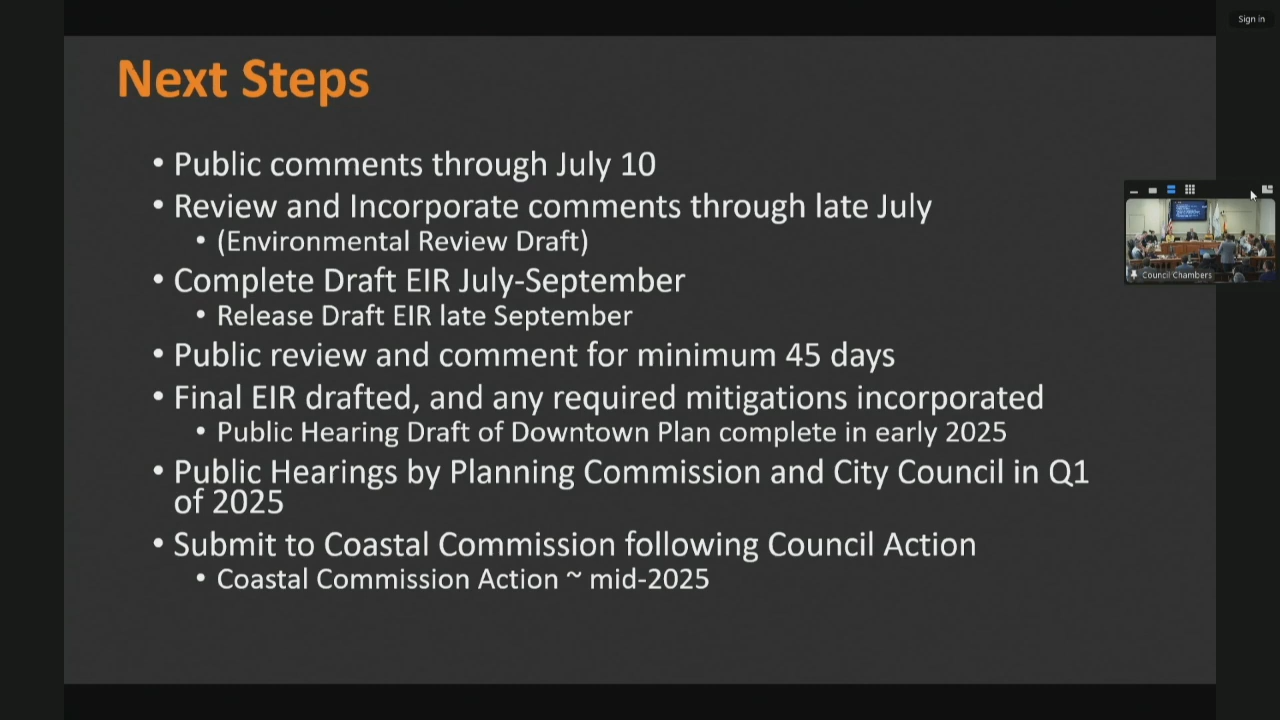 Sign in
Next Steps
• Public comments through July 10
• Review and Incorporate comments through late July
• (Environmental Review Draft)
• Complete Draft EIR July-September
• Release Draft EIR late September
• Public review and comment for minimum 45 days
• Final EIR drafted, and any required mitigations incorporated
• Public Hearing Draft of Downtown Plan complete in early 2025
• Public Hearings by Planning Commission and City Council in Q1
of 2025
• Submit to Coastal Commission following Council Action
• Coastal Commission Action ~ mid-2025
Council Chambers